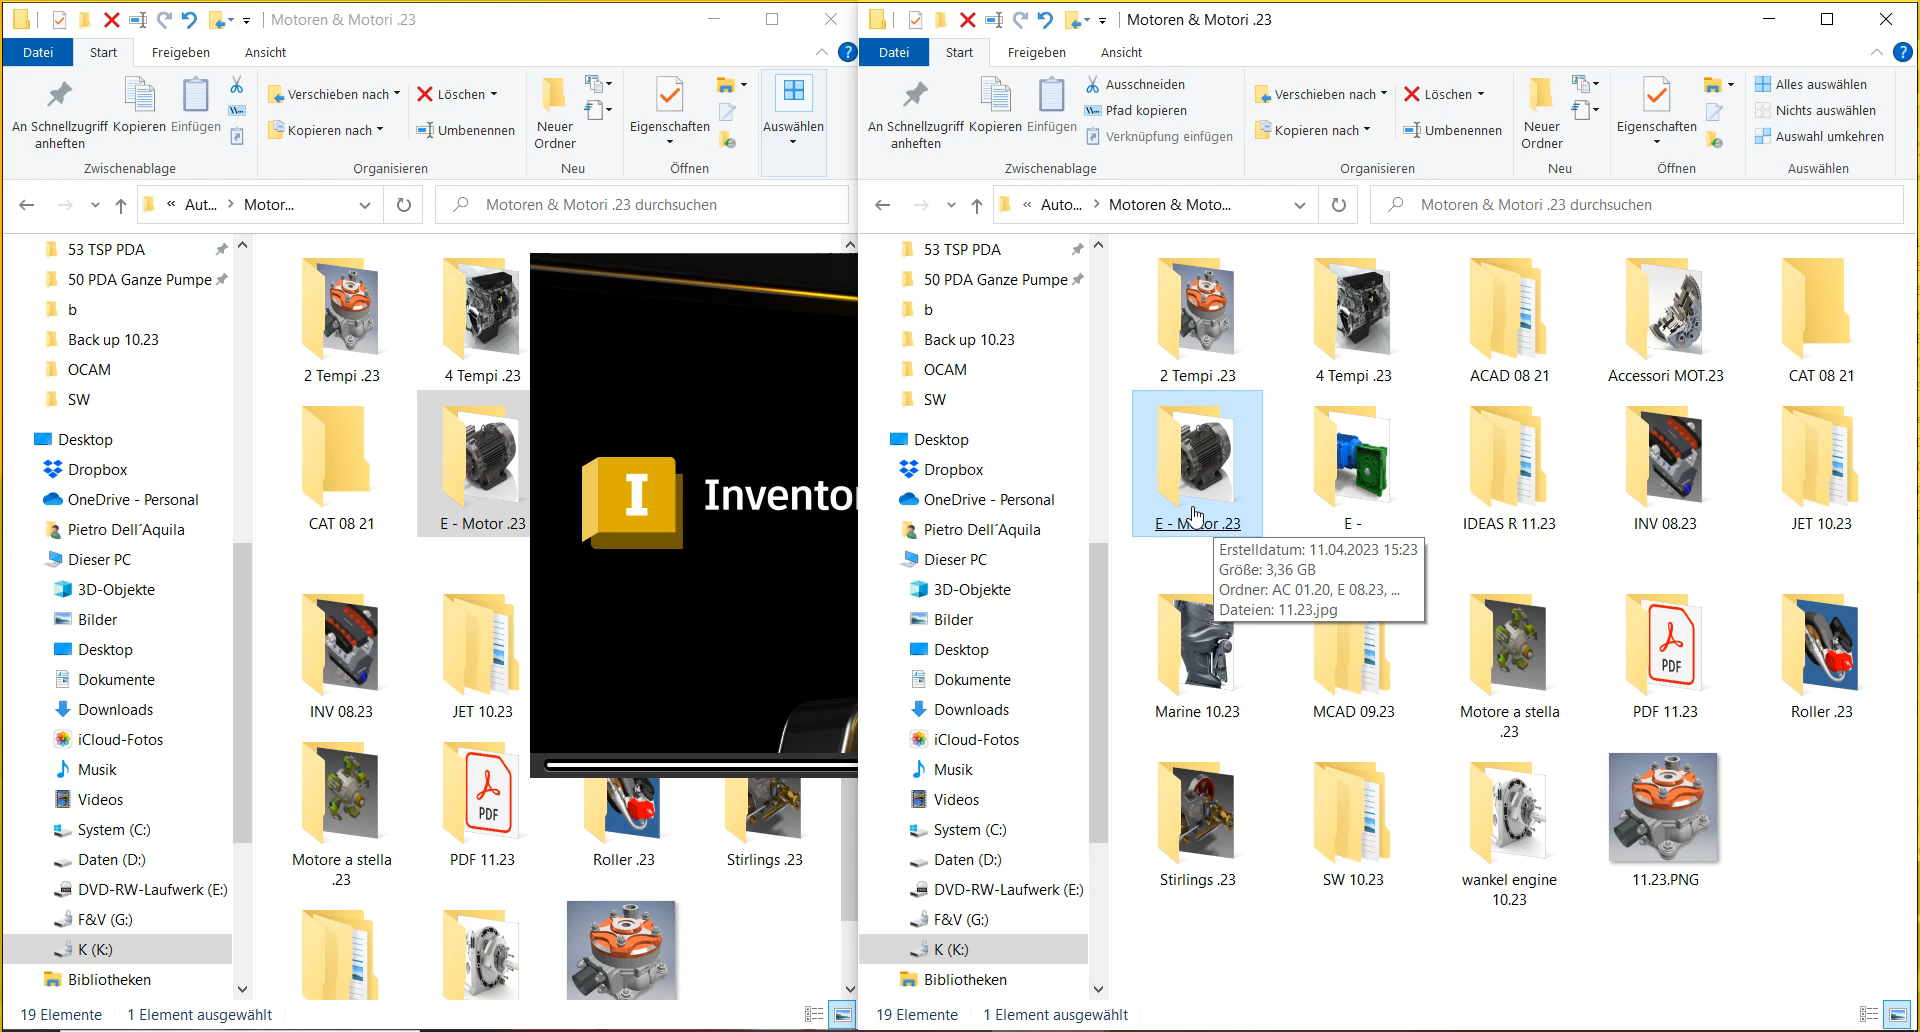 Motoren & Motori .23
Datei
Start
Freigeben
Ansicht
An Schnellzugriff
anheften
Kopieren
Einfügen
Zwischenablage
Verschieben nach
Kopieren nach
Löschen
Umbenennen
Organisieren
Neuer
Ordner
Neu
Eigenschaften
Öffnen
Auswählen
« Aut... > Motor...
Motoren & Motori .23 durchsuchen
53 TSP PDA
50 PDA Ganze Pumpe
b
Back up 10.23
OCAM
SW
Desktop
Dropbox
OneDrive - Personal
Pietro Dell´Aquila
Dieser PC
3D-Objekte
Bilder
Desktop
Dokumente
Downloads
iCloud-Fotos
Musik
Videos
System (C:)
Daten (D:)
DVD-RW-Laufwerk (E:)
F&V (G:)
K (K:)
Bibliotheken
2 Tempi .23
4 Tempi .23
CAT 08 21
E - Motor .23
I Invento
INV 08.23
JET 10.23
PDF
Motore a stella
.23
PDF 11.23
Roller .23
Stirlings .23
19 Elemente
1 Element ausgewählt
Motoren & Motori .23
Datei
Start
Freigeben
Ansicht
An Schnellzugriff
anheften
Kopieren
Einfügen
Ausschneiden
Pfad kopieren
Verknüpfung einfügen
Zwischenablage
Verschieben nach
Kopieren nach
Löschen
Umbenennen
Organisieren
Neuer
Ordner
Neu
Eigenschaften
Öffnen
Alles auswählen
Nichts auswählen
Auswahl umkehren
Auswählen
« Auto... > Motoren & Moto...
Motoren & Motori .23 durchsuchen
53 TSP PDA
50 PDA Ganze Pumpe
b
Back up 10.23
OCAM
SW
Desktop
Dropbox
OneDrive - Personal
Pietro Dell´Aquila
Dieser PC
3D-Objekte
Bilder
Desktop
Dokumente
Downloads
iCloud-Fotos
Musik
Videos
System (C:)
Daten (D:)
DVD-RW-Laufwerk (E:)
F&V (G:)
K (K:)
Bibliotheken
2 Tempi .23
4 Tempi .23
ACAD 08 21
Accessori MOT.23
CAT 08 21
E - Motor .23
E -
IDEAS R 11.23
INV 08.23
JET 10.23
Erstelldatum: 11.04.2023 15:23
Größe: 3,36 GB
Ordner: AC 01.20, E 08.23, ...
Dateien: 11.23.jpg
PDF
Marine 10.23
MCAD 09.23
Motore a stella
.23
PDF 11.23
Roller .23
Stirlings .23
SW 10.23
wankel engine
10.23
11.23.PNG
19 Elemente
1 Element ausgewählt